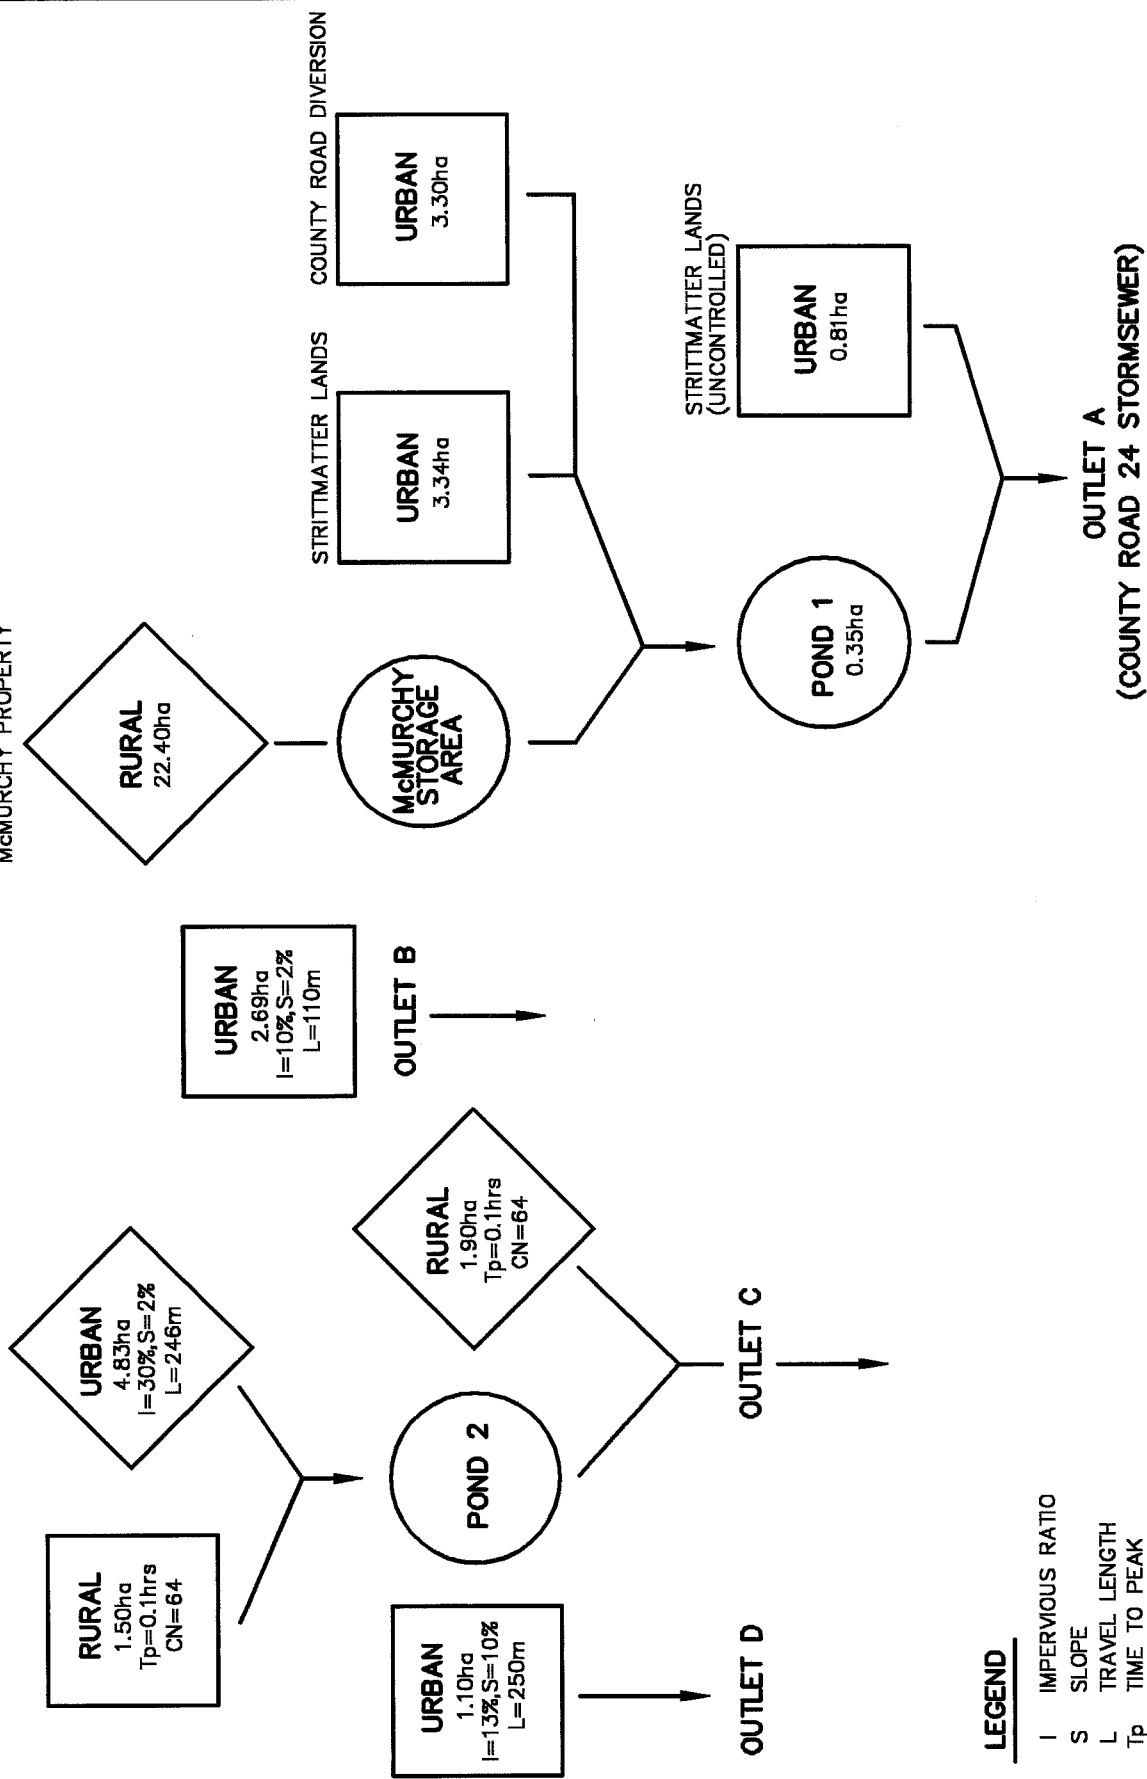 RURAL
1.50ha
Tp=0.1hrs
CN=64
URBAN
4.83ha
I=30%,S=2%
L=246m
POND 2
RURAL
1.90ha
Tp=0.1hrs
CN=64
OUTLET C
URBAN
1.10ha
I=13%,S=10%
L=250m
OUTLET D
URBAN
2.69ha
I=10%,S=2%
L=110m
OUTLET B
McMURCHY PROPERTY
RURAL
22.40ha
McMURCHY
STORAGE
AREA
STRITTMATTER LANDS
URBAN
3.34ha
COUNTY ROAD DIVERSION
URBAN
3.30ha
POND 1
0.35ha
STRITTMATTER LANDS
(UNCONTROLLED)
URBAN
0.81ha
OUTLET A
(COUNTY ROAD 24 STORMSEWER)
LEGEND
I IMPERVIOUS RATIO
S SLOPE
L TRAVEL LENGTH
Tp TIME TO PEAK